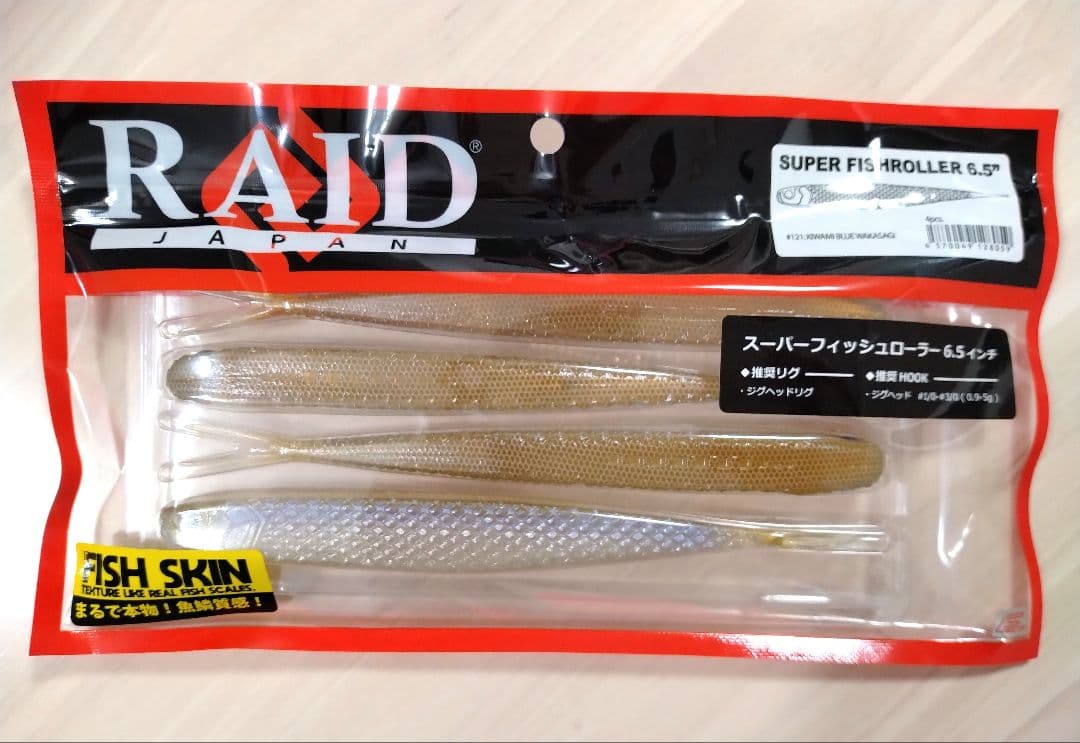 RAID®
JAPAN
SUPER FISHROLLER 6.5”
4pcs.
#121. KIWAMI BLUE WAKASAGI
4 570049 128059
スーパーフィッシュローラー 6.5インチ
◆推奨リグ
◆推奨HOOK
・ジグヘッドリグ
・ジグヘッド #1/0-#3/0 ( 0.9-5g )
FISH SKIN
TEXTURE LIKE REAL FISH SCALES.
まるで本物！魚鱗質感！